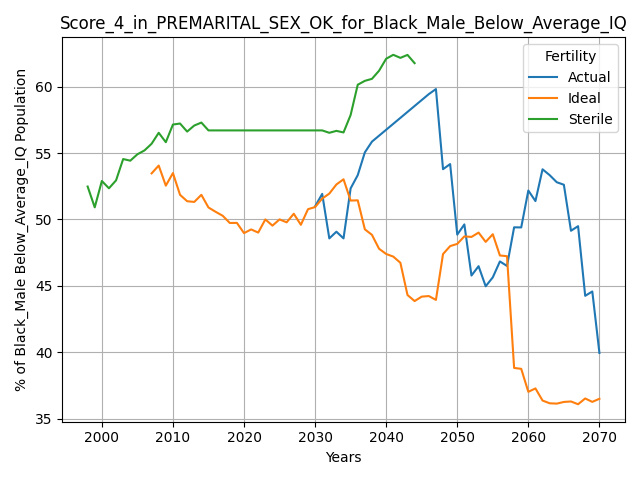 Score_4_in_PREMARITAL_SEX_OK_for_Black_Male_Below_Average_IQ
Fertility
Actual
Ideal
Sterile
% of Black_Male Below_Average_IQ Population
60
55
50
45
40
35
2000 2010 2020 2030 2040 2050 2060 2070
Years